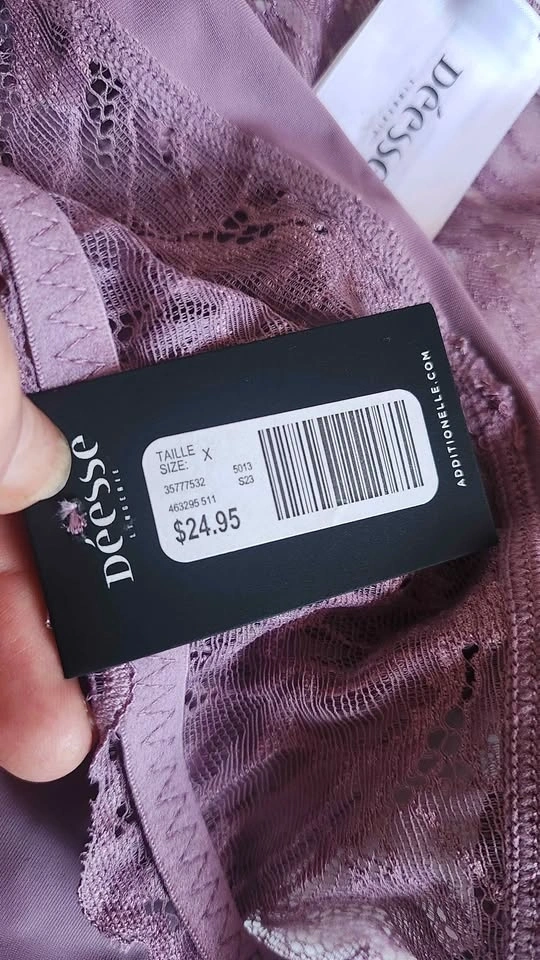 Déesse
Déesse
LINGERIE
TAILLE
SIZE: X
35777532 5013
463295 511 S23
$24.95
ADDITIONELLE.COM